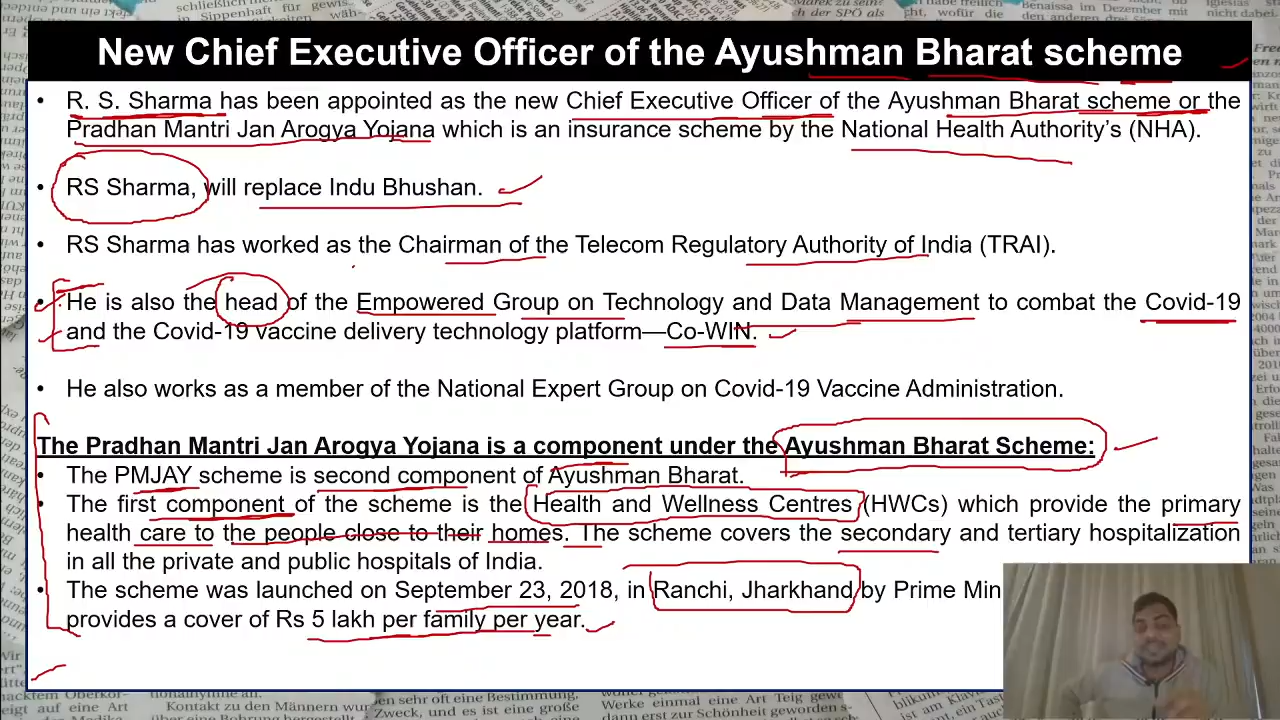 New Chief Executive Officer of the Ayushman Bharat scheme
• R. S. Sharma has been appointed as the new Chief Executive Officer of the Ayushman Bharat scheme or the
Pradhan Mantri Jan Arogya Yojana which is an insurance scheme by the National Health Authority's (NHA).
• RS Sharma, will replace Indu Bhushan.
• RS Sharma has worked as the Chairman of the Telecom Regulatory Authority of India (TRAI).
• He is also the head of the Empowered Group on Technology and Data Management to combat the Covid-19
and the Covid-19 vaccine delivery technology platform—Co-WIN.
• He also works as a member of the National Expert Group on Covid-19 Vaccine Administration.
The Pradhan Mantri Jan Arogya Yojana is a component under the Ayushman Bharat Scheme:
• The PMJAY scheme is second component of Ayushman Bharat.
• The first component of the scheme is the Health and Wellness Centres (HWCs) which provide the primary
health care to the people close to their homes. The scheme covers the secondary and tertiary hospitalization
in all the private and public hospitals of India.
• The scheme was launched on September 23, 2018, in Ranchi, Jharkhand by Prime Min
provides a cover of Rs 5 lakh per family per year.